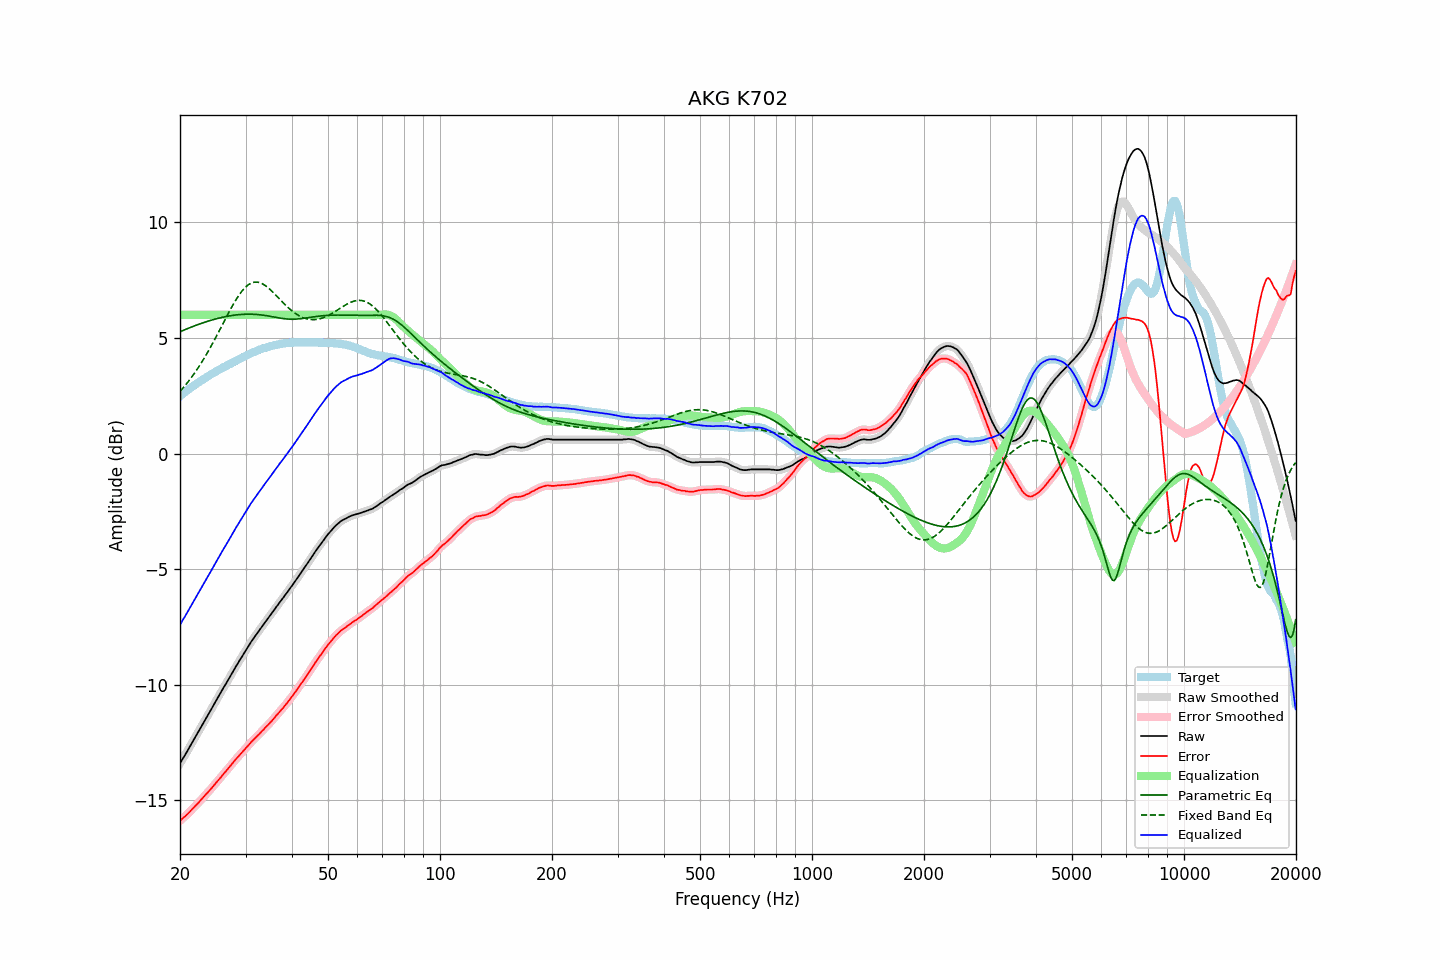 AKG K702
Amplitude (dBr)
10
5
0
−5
−10
−15
20
50
100
200
500
1000
2000
5000
10000
20000
Frequency (Hz)
Target
Raw Smoothed
Error Smoothed
Raw
Error
Equalization
Parametric Eq
Fixed Band Eq
Equalized